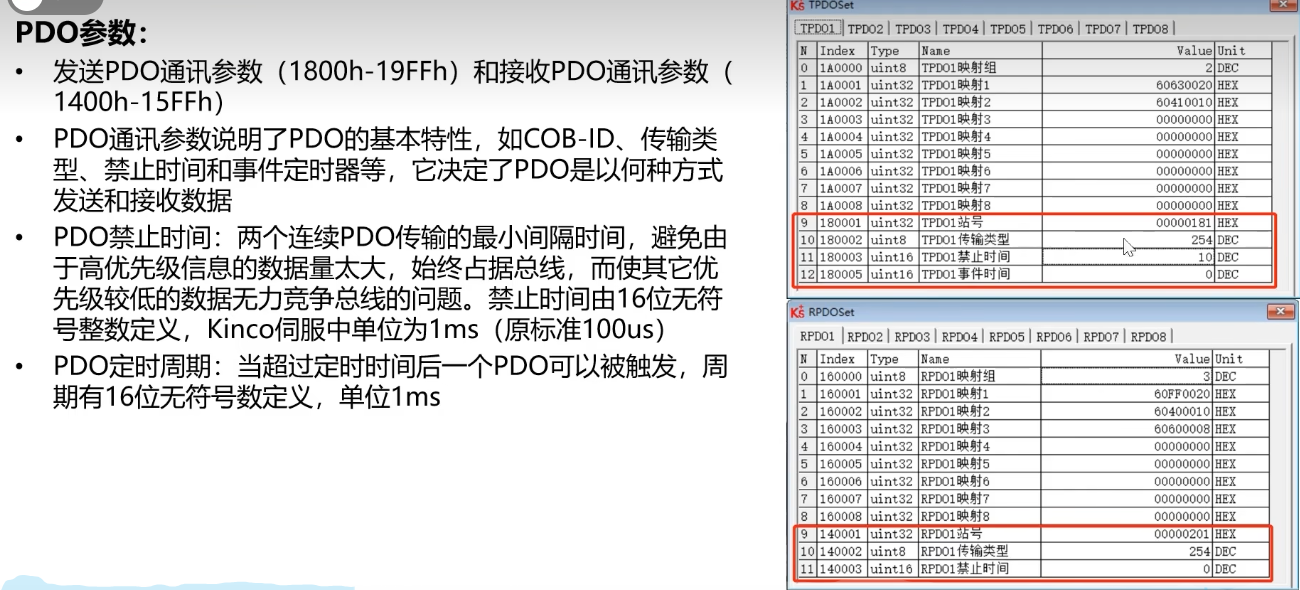 PDO参数：
• 发送PDO通讯参数（1800h-19FFh）和接收PDO通讯参数（
1400h-15FFh）
• PDO通讯参数说明了PDO的基本特性，如COB-ID、传输类
型、禁止时间和事件定时器等，它决定了PDO是以何种方式
发送和接收数据
• PDO禁止时间：两个连续PDO传输的最小间隔时间，避免由
于高优先级信息的数据量太大，始终占据总线，而使其它优
先级较低的数据无力竞争总线的问题。禁止时间由16位无符
号整数定义，Kinco伺服中单位为1ms（原标准100us）
• PDO定时周期：当超过定时时间后一个PDO可以被触发，周
期有16位无符号数定义，单位1ms
TPDOSet
TPDO1 TPDO2 TPDO3 TPDO4 TPDO5 TPDO6 TPDO7 TPDO8
N Index Type Name Value Unit
0 1A0000 uint8 TPDO1映射组 2 DEC
1 1A0001 uint32 TPDO1映射1 60630020 HEX
2 1A0002 uint32 TPDO1映射2 60410010 HEX
3 1A0003 uint32 TPDO1映射3 00000000 HEX
4 1A0004 uint32 TPDO1映射4 00000000 HEX
5 1A0005 uint32 TPDO1映射5 00000000 HEX
6 1A0006 uint32 TPDO1映射6 00000000 HEX
7 1A0007 uint32 TPDO1映射7 00000000 HEX
8 1A0008 uint32 TPDO1映射8 00000000 HEX
9 180001 uint32 TPDO1站号 00000181 HEX
10 180002 uint8 TPDO1传输类型 254 DEC
11 180003 uint16 TPDO1禁止时间 10 DEC
12 180005 uint16 TPDO1事件时间 0 DEC
RPDOSet
RPDO1 RPDO2 RPDO3 RPDO4 RPDO5 RPDO6 RPDO7 RPDO8
N Index Type Name Value Unit
0 160000 uint8 RPDO1映射组 3 DEC
1 160001 uint32 RPDO1映射1 60FF0020 HEX
2 160002 uint32 RPDO1映射2 60400010 HEX
3 160003 uint32 RPDO1映射3 60600008 HEX
4 160004 uint32 RPDO1映射4 00000000 HEX
5 160005 uint32 RPDO1映射5 00000000 HEX
6 160006 uint32 RPDO1映射6 00000000 HEX
7 160007 uint32 RPDO1映射7 00000000 HEX
8 160008 uint32 RPDO1映射8 00000000 HEX
9 140001 uint32 RPDO1站号 00000201 HEX
10 140002 uint8 RPDO1传输类型 254 DEC
11 140003 uint16 RPDO1禁止时间 0 DEC